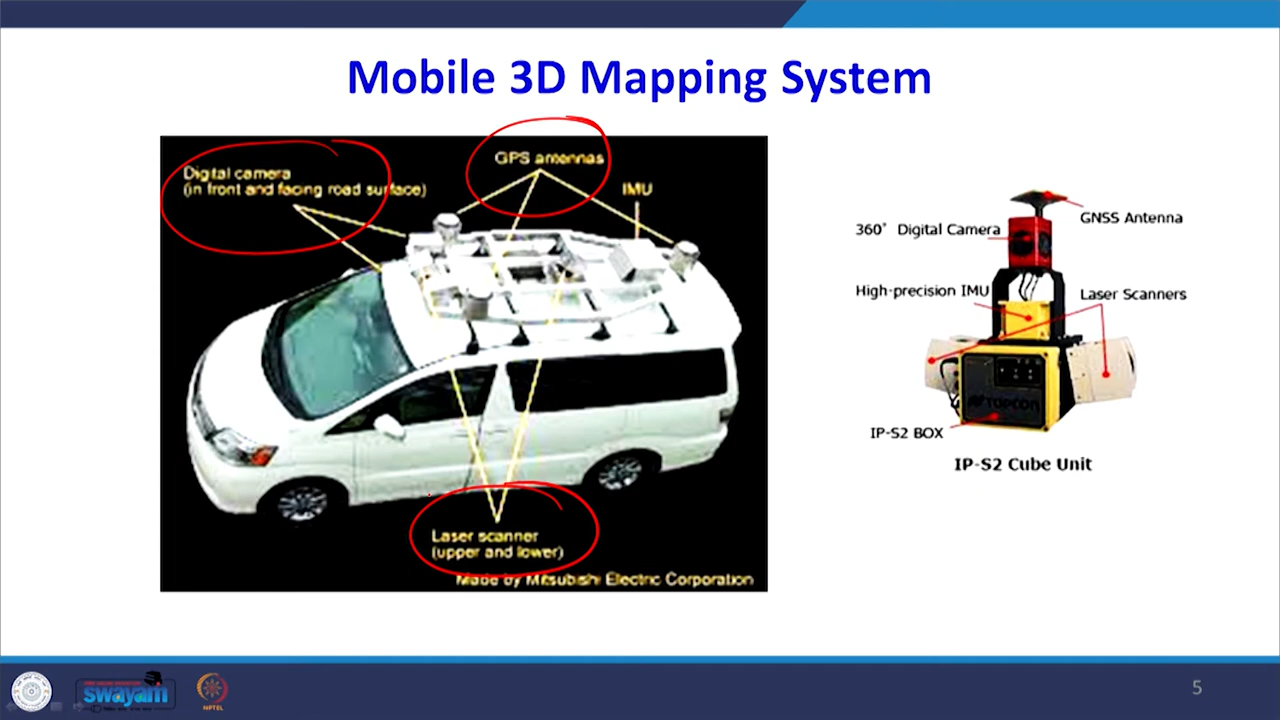 Mobile 3D Mapping System
Digital camera
(in front and facing road surface)
GPS antennas
IMU
Laser scanner
(upper and lower)
Made by Mitsubishi Electric Corporation
GNSS Antenna
360° Digital Camera
High-precision IMU
Laser Scanners
TOPCON
IP-S2 BOX
IP-S2 Cube Unit
swayam
NPTEL
5